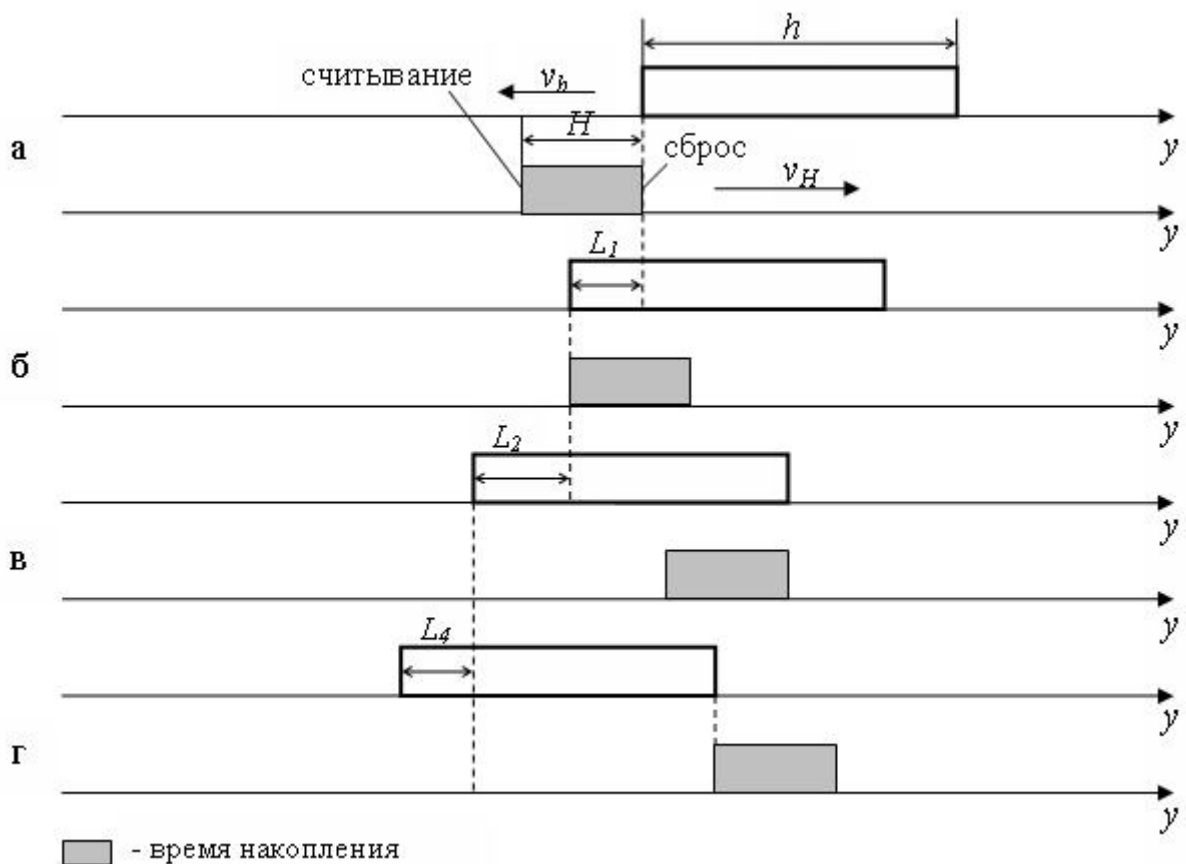 h
считывание
v_h
H
y
а
сброс
v_H
y
L_1
y
б
y
L_2
y
в
y
L_4
y
г
y
- время накопления